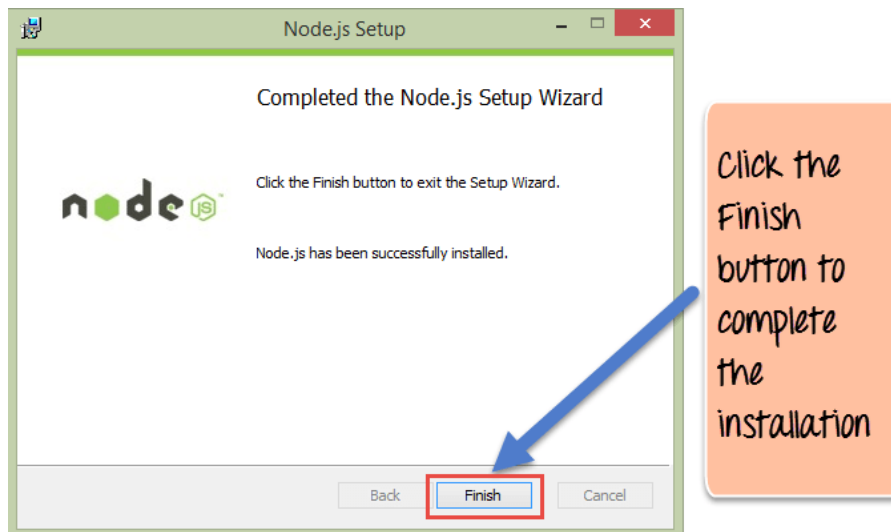 Node.js Setup
Completed the Node.js Setup Wizard
Click the Finish button to exit the Setup Wizard.
node JS
Node.js has been successfully installed.
Click the
Finish
button to
complete
the
installation
Back Finish Cancel